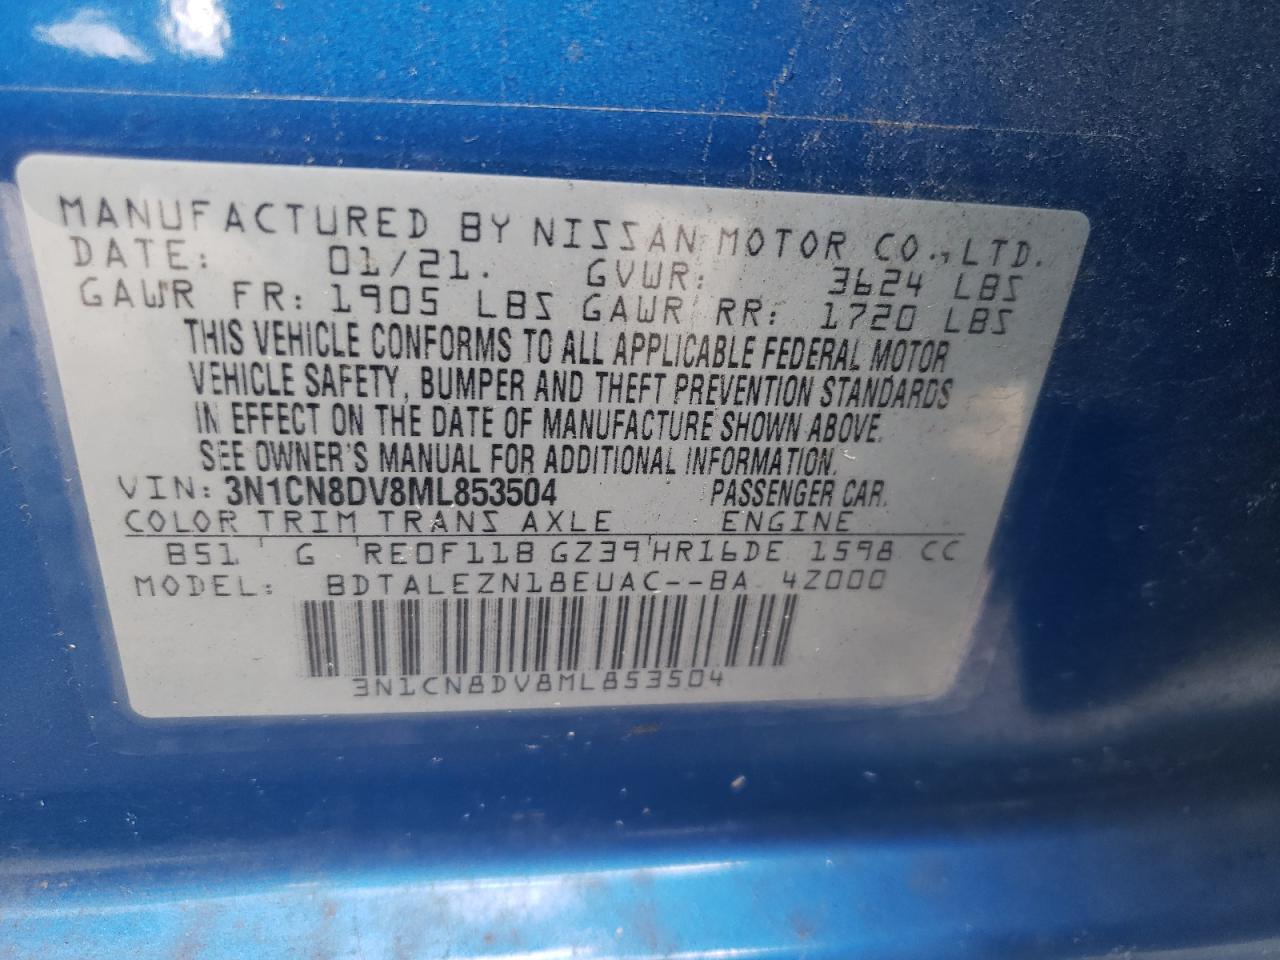 MANUFACTURED BY NISSAN MOTOR CO.,LTD.
DATE: 01/21. GVWR: 3624 LBS
GAWR FR: 1905 LBS GAWR RR: 1720 LBS
THIS VEHICLE CONFORMS TO ALL APPLICABLE FEDERAL MOTOR
VEHICLE SAFETY, BUMPER AND THEFT PREVENTION STANDARDS
IN EFFECT ON THE DATE OF MANUFACTURE SHOWN ABOVE.
SEE OWNER'S MANUAL FOR ADDITIONAL INFORMATION.
VIN: 3N1CN8DV8ML853504 PASSENGER CAR.
COLOR TRIM TRANS AXLE ENGINE
B51 G RE0F11B GZ39 HR16DE 1598 CC
MODEL: BDTALEZN18EUAC--BA 4Z000
3N1CN8DV8ML853504